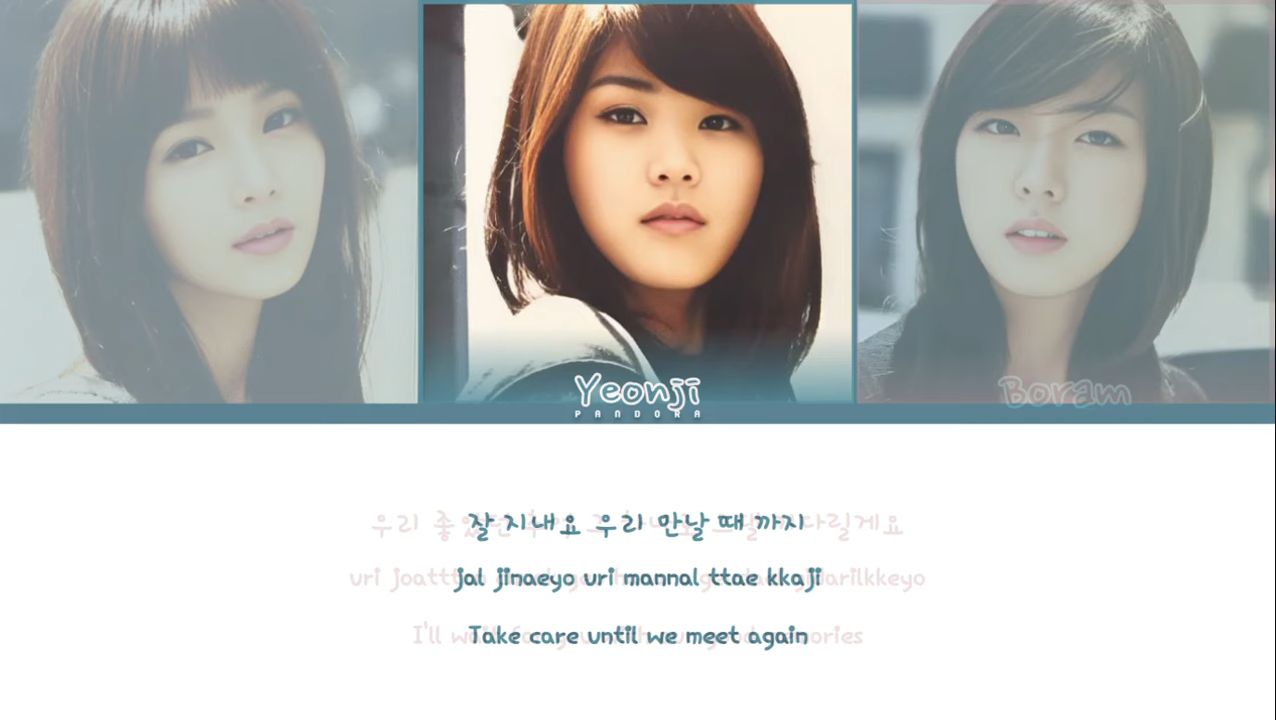 Yeonji
PANDORA
Boram
잘 지내요 우리 만날 때 까지
jal jinaeyo uri mannal ttae kkaji
Take care until we meet again